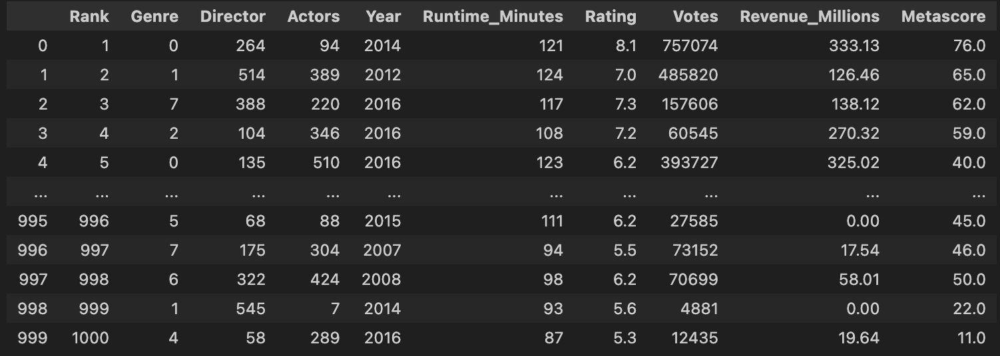 Rank Genre Director Actors Year Runtime_Minutes Rating Votes Revenue_Millions Metascore
0 1 0 264 94 2014 121 8.1 757074 333.13 76.0
1 2 1 514 389 2012 124 7.0 485820 126.46 65.0
2 3 7 388 220 2016 117 7.3 157606 138.12 62.0
3 4 2 104 346 2016 108 7.2 60545 270.32 59.0
4 5 0 135 510 2016 123 6.2 393727 325.02 40.0
... ... ... ... ... ... ... ... ... ... ...
995 996 5 68 88 2015 111 6.2 27585 0.00 45.0
996 997 7 175 304 2007 94 5.5 73152 17.54 46.0
997 998 6 322 424 2008 98 6.2 70699 58.01 50.0
998 999 1 545 7 2014 93 5.6 4881 0.00 22.0
999 1000 4 58 289 2016 87 5.3 12435 19.64 11.0